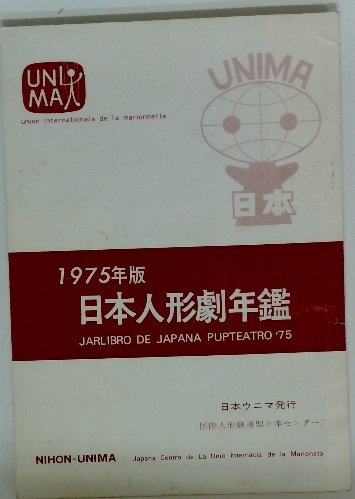 UNI
MA
union internationale de la marionnette
UNIMA
日本
1975年版
日本人形劇年鑑
JARLIBRO DE JAPANA PUPTEATRO '75
日本ウニマ発行
(国際人形劇連盟日本センター)
NIHON-UNIMA
Japana Centro de La Unio Internacia de la Marioneto